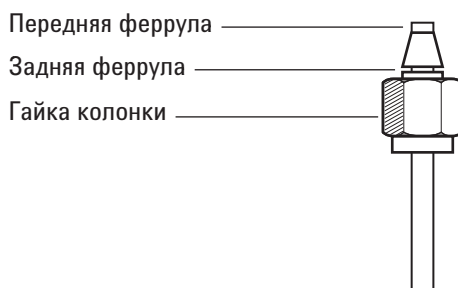 Передняя феррула
Задняя феррула
Гайка колонки